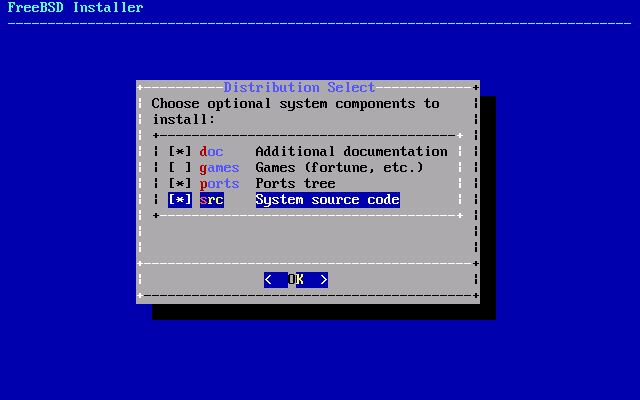 FreeBSD Installer
Distribution Select
Choose optional system components to
install:
[*] doc Additional documentation
[ ] games Games (fortune, etc.)
[*] ports Ports tree
[*] src System source code
< OK >